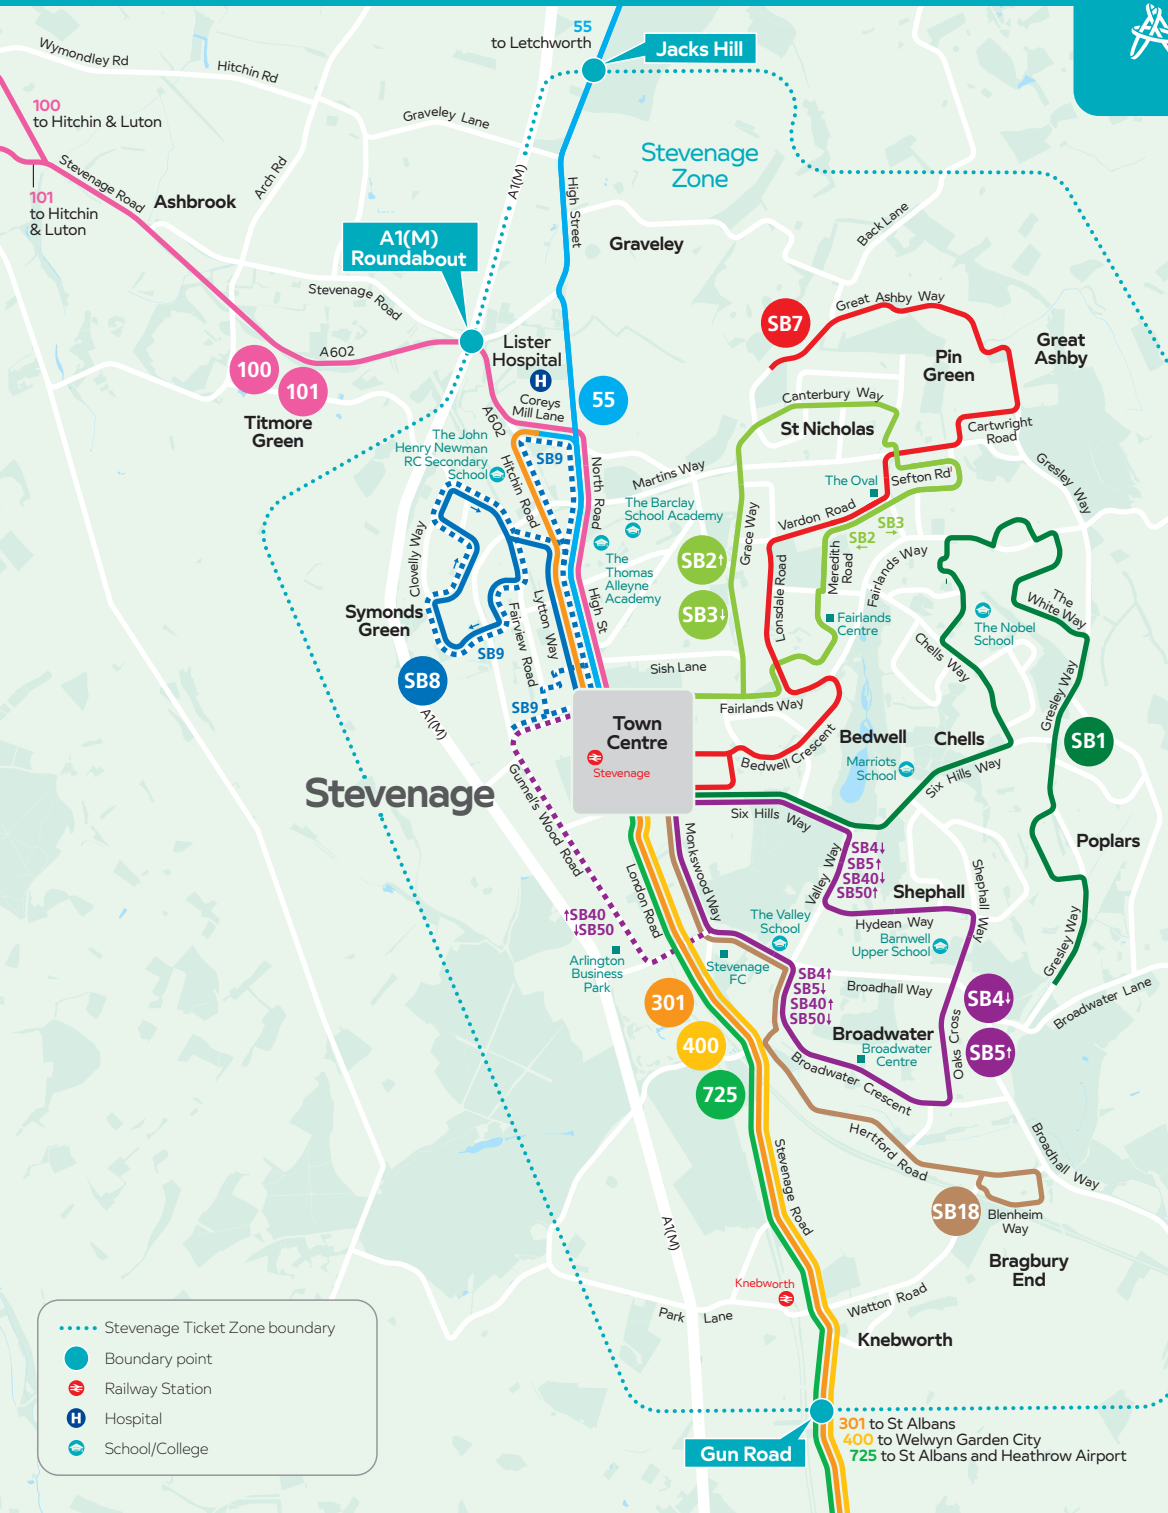 55
to Letchworth
Jacks Hill
Wymondley Rd
Hitchin Rd
100
to Hitchin & Luton
Graveley Lane
Stevenage
Zone
Stevenage Road
Arch Rd
A1(M)
101
to Hitchin
& Luton
Ashbrook
High Street
Back Lane
A1(M)
Roundabout
Graveley
Stevenage Road
Great Ashby Way
SB7
Great
Ashby
Lister
Hospital
H
A602
Pin
Green
100
101
Titmore
Green
Coreys
Mill Lane
55
Canterbury Way
A602
St Nicholas
Cartwright
Road
The John
Henry Newman
RC Secondary
School
SB9
Hitchin Road
North Road
Martins Way
Gresley Way
The Oval
Sefton Rd
The Barclay
School Academy
Vardon Road
SB3
→
SB2
←
Grace Way
Clovelly Way
SB2↑
The
Thomas
Alleyne
Academy
Meredith
Road
Fairlands Way
Lonsdale Road
SB3↓
High St
Lytton Way
Fairview Road
Symonds
Green
Fairlands
Centre
The
White Way
The Nobel
School
Chells Way
SB9
SB8
Sish Lane
Gresley Way
SB9
Fairlands Way
A1(M)
Town
Centre
Stevenage
Bedwell Crescent
Bedwell
Chells
SB1
Marriots
School
Six Hills Way
Stevenage
Gunnel's Wood Road
Six Hills Way
Monkswood Way
Valley Way
Poplars
SB4↓
SB5↑
SB40↓
SB50↑
London Road
Shephall
Shephall Way
↑SB40
↓SB50
The Valley
School
Hydean Way
Barnwell
Upper School
Gresley Way
Arlington
Business
Park
Stevenage
FC
SB4↑
SB5↓
SB40↑
SB50↓
Broadhall Way
301
SB4↓
Broadwater Lane
Broadwater
Broadwater
Centre
Oaks Cross
400
SB5↑
Broadwater Crescent
725
Hertford Road
Broadhall Way
Stevenage Road
SB18
Blenheim
Way
A1(M)
Bragbury
End
Knebworth
Park Lane
Watton Road
Knebworth
Stevenage Ticket Zone boundary
Boundary point
Railway Station
H
Hospital
School/College
Gun Road
301 to St Albans
400 to Welwyn Garden City
725 to St Albans and Heathrow Airport